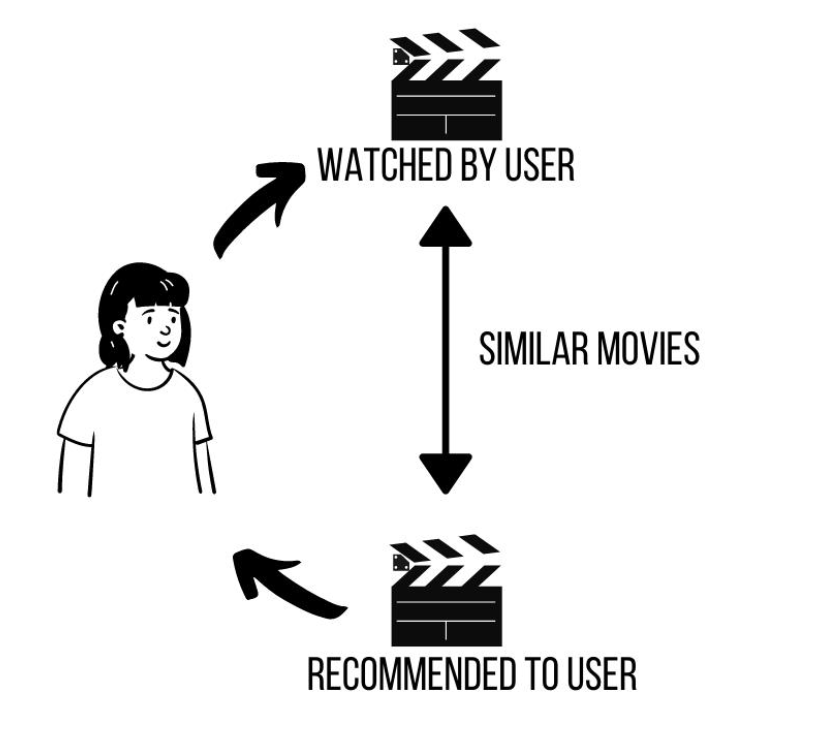 WATCHED BY USER
SIMILAR MOVIES
RECOMMENDED TO USER